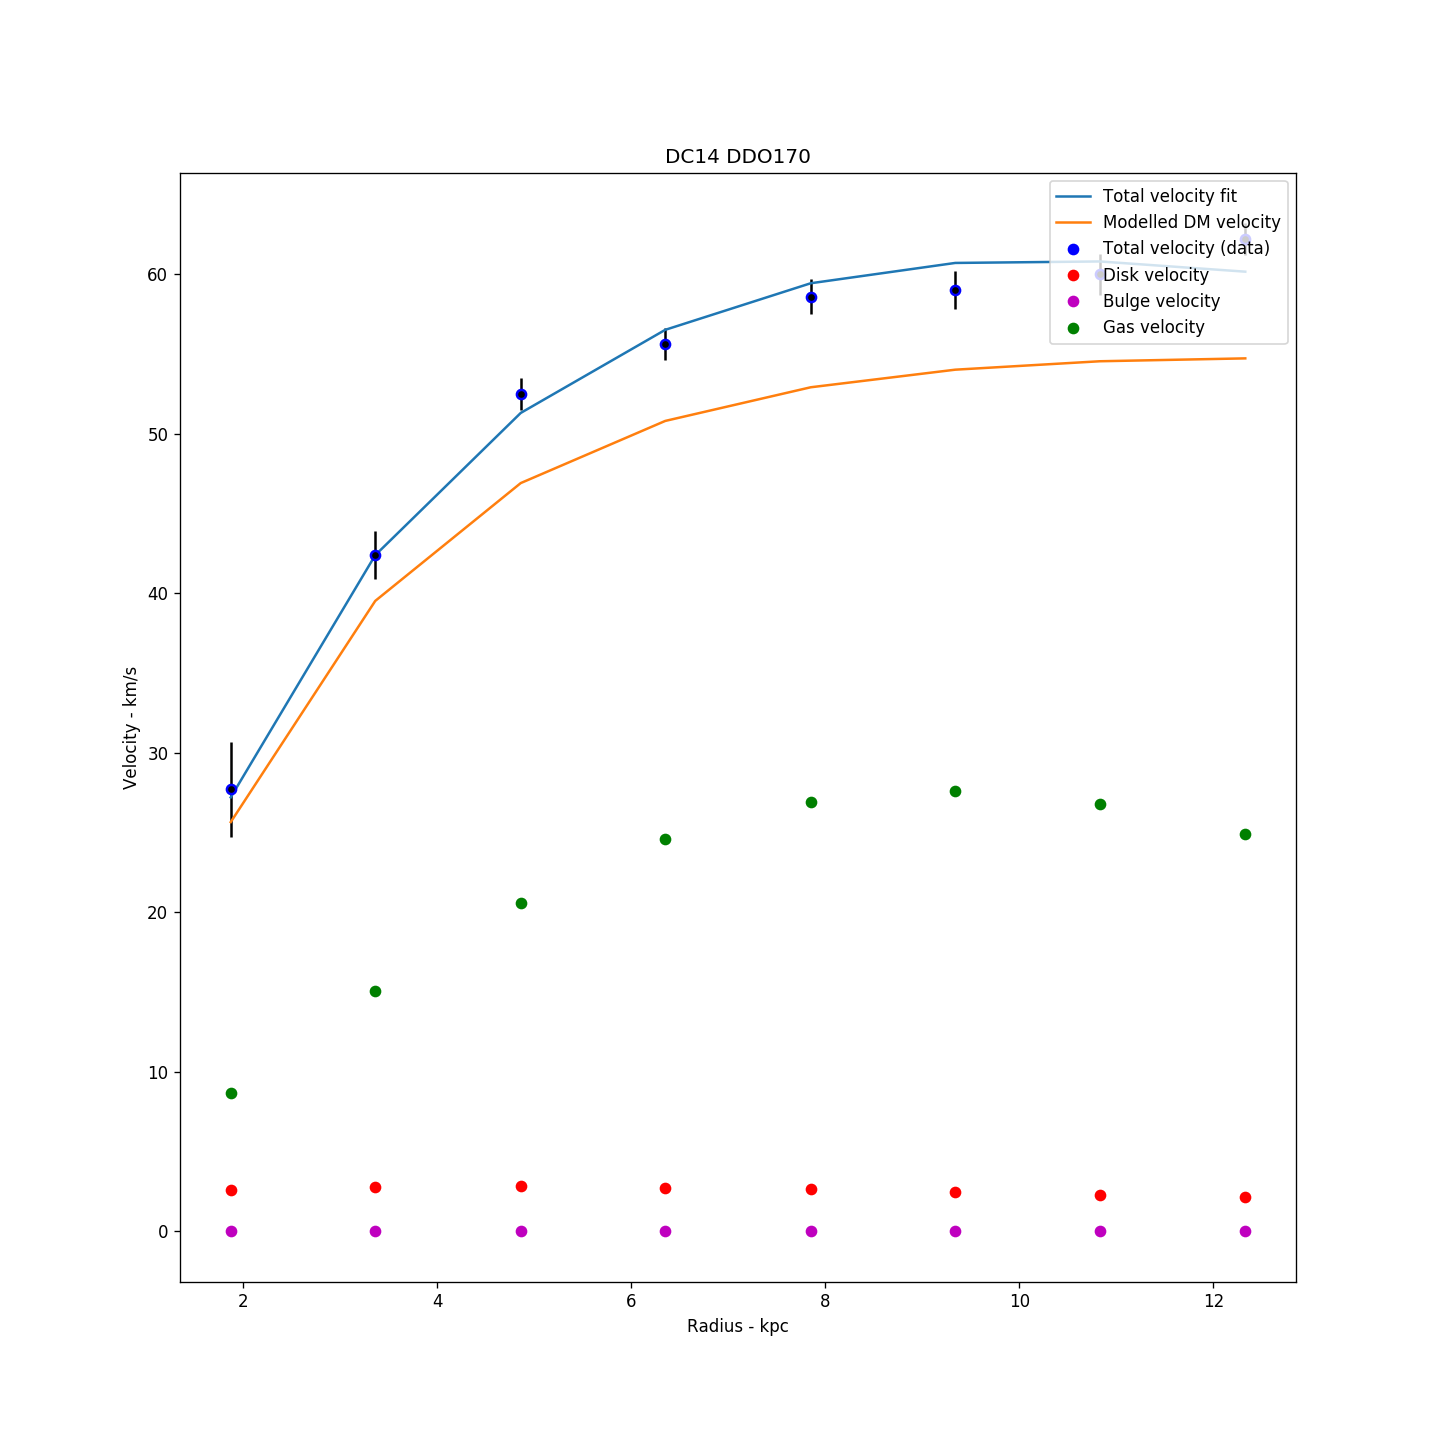 DC14 DDO170
Total velocity fit
Modelled DM velocity
Total velocity (data)
Disk velocity
Bulge velocity
Gas velocity
60
50
40
30
20
10
0
Velocity - km/s
2 4 6 8 10 12
Radius - kpc